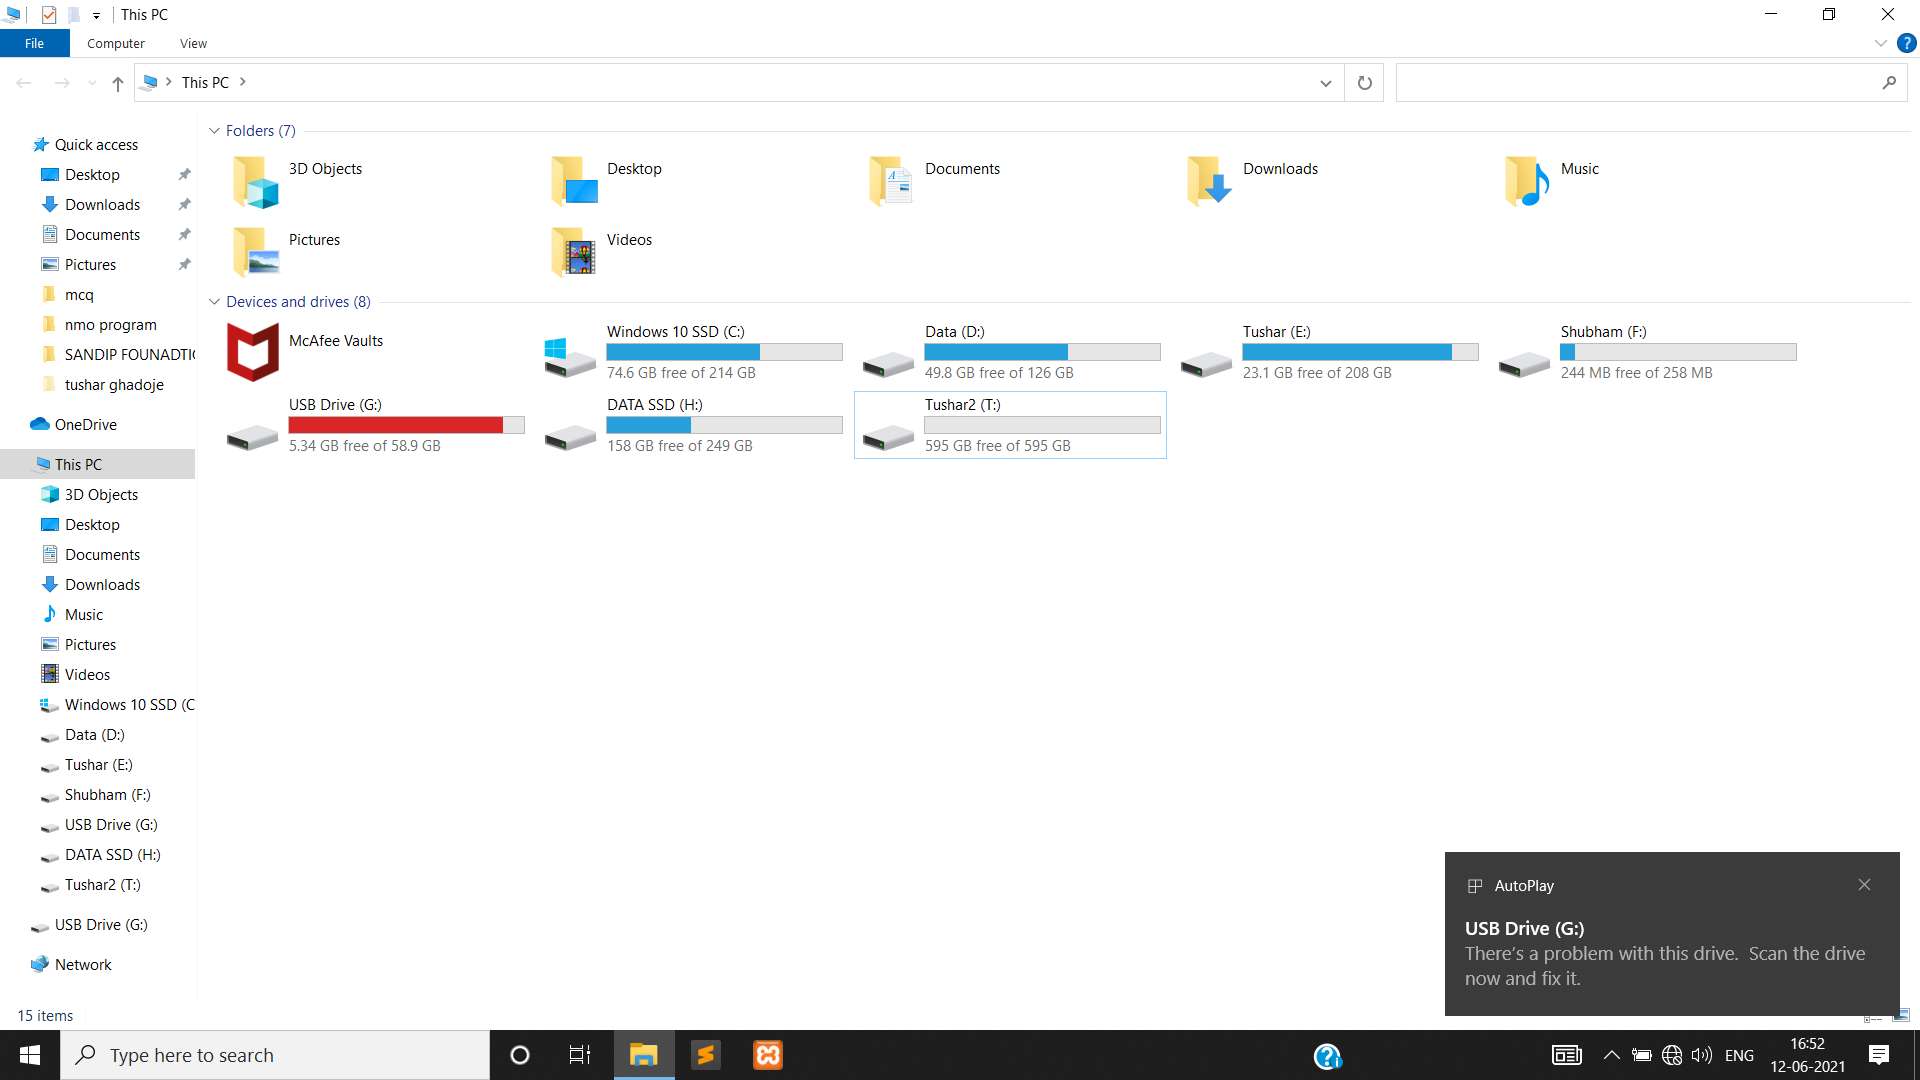 This PC
File
Computer
View
?
This PC
Quick access
Desktop
Downloads
Documents
Pictures
mcq
nmo program
SANDIP FOUNADTI
tushar ghadoje
OneDrive
This PC
3D Objects
Desktop
Documents
Downloads
Music
Pictures
Videos
Windows 10 SSD (C
Data (D:)
Tushar (E:)
Shubham (F:)
USB Drive (G:)
DATA SSD (H:)
Tushar2 (T:)
USB Drive (G:)
Network
Folders (7)
3D Objects
Desktop
Documents
Downloads
Music
Pictures
Videos
Devices and drives (8)
McAfee Vaults
Windows 10 SSD (C:)
74.6 GB free of 214 GB
Data (D:)
49.8 GB free of 126 GB
Tushar (E:)
23.1 GB free of 208 GB
Shubham (F:)
244 MB free of 258 MB
USB Drive (G:)
5.34 GB free of 58.9 GB
DATA SSD (H:)
158 GB free of 249 GB
Tushar2 (T:)
595 GB free of 595 GB
AutoPlay
USB Drive (G:)
There's a problem with this drive. Scan the drive
now and fix it.
15 items
Type here to search
ENG
16:52
12-06-2021